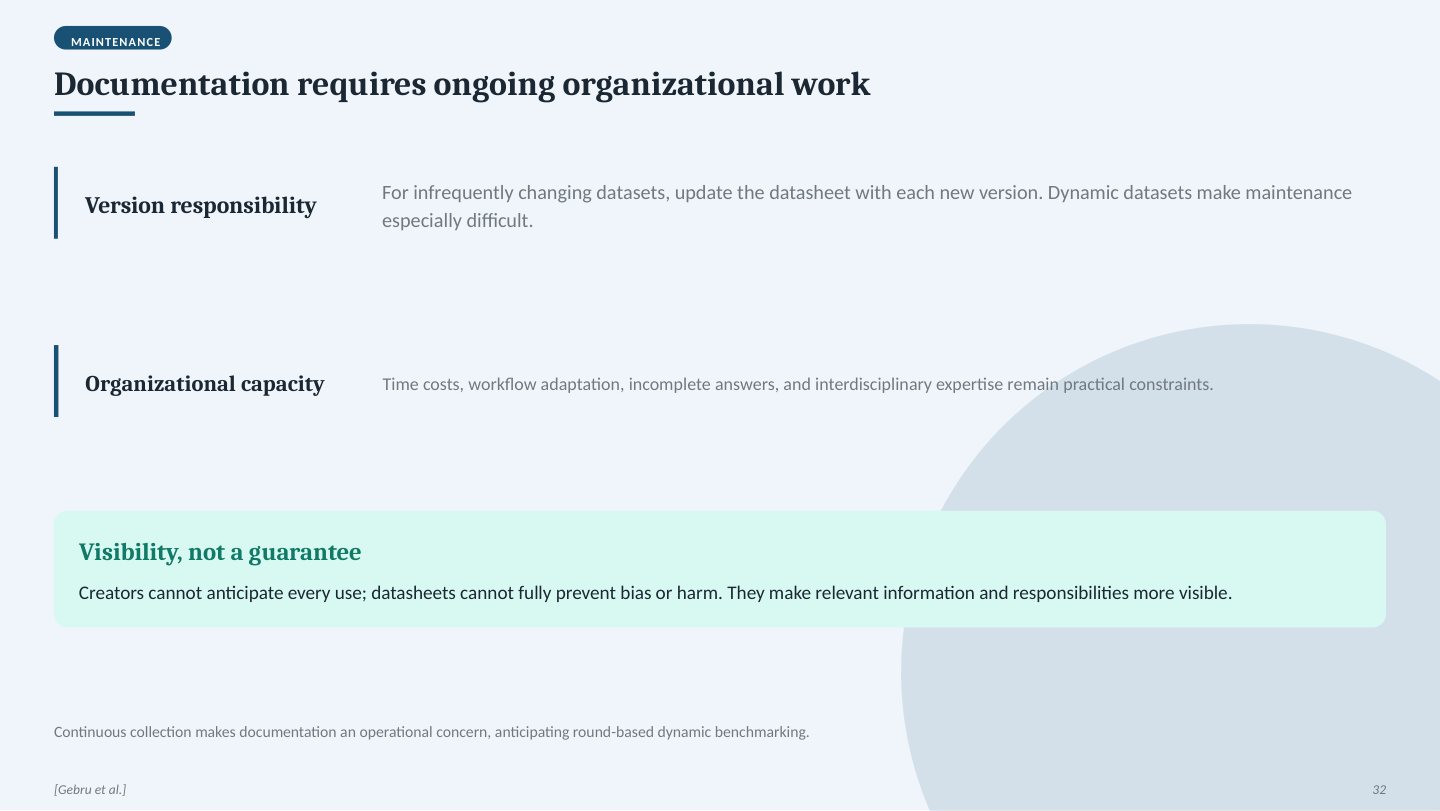 MAINTENANCE
Documentation requires ongoing organizational work
Version responsibility
For infrequently changing datasets, update the datasheet with each new version. Dynamic datasets make maintenance
especially difficult.
Organizational capacity
Time costs, workflow adaptation, incomplete answers, and interdisciplinary expertise remain practical constraints.
Visibility, not a guarantee
Creators cannot anticipate every use; datasheets cannot fully prevent bias or harm. They make relevant information and responsibilities more visible.
Continuous collection makes documentation an operational concern, anticipating round-based dynamic benchmarking.
[Gebru et al.]
32